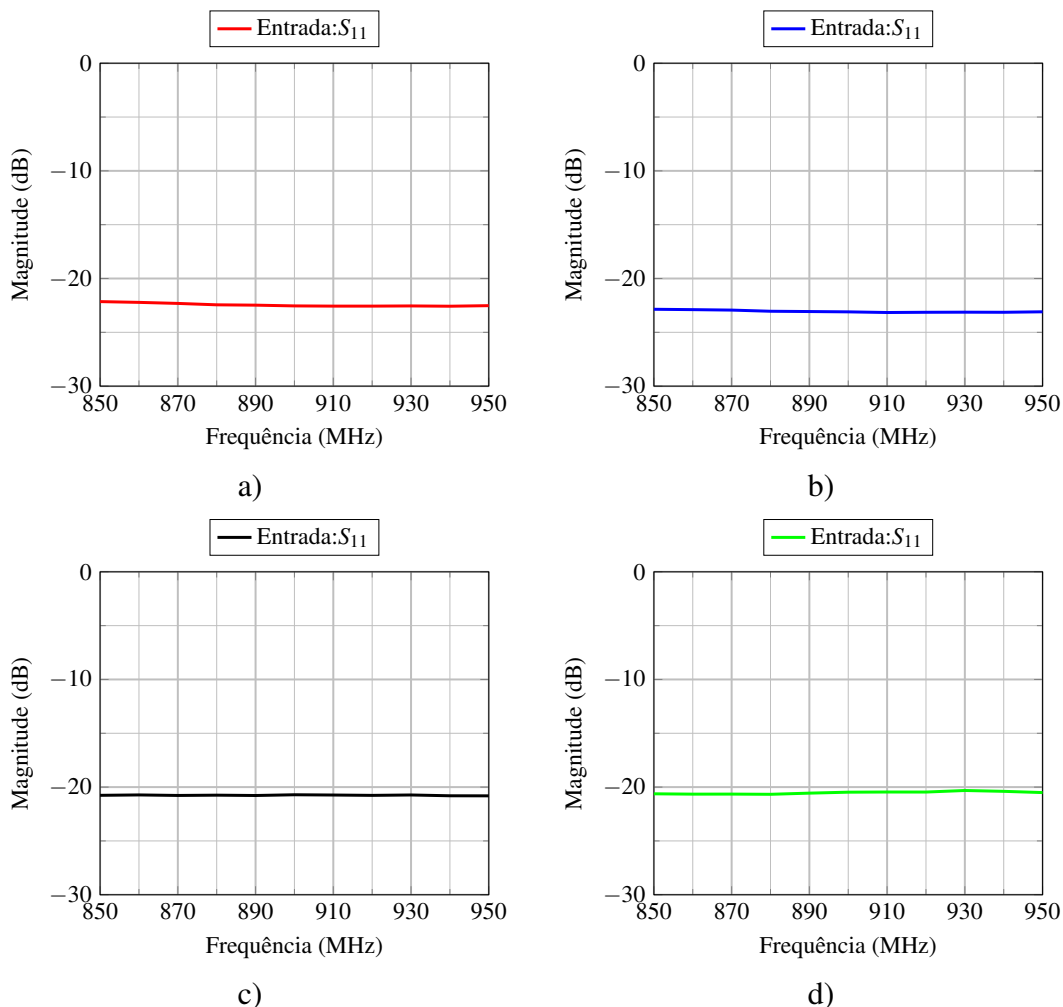 Entrada:S11
0
−10
−20
−30
Magnitude (dB)
850 870 890 910 930 950
Frequência (MHz)
a)
Entrada:S11
0
−10
−20
−30
Magnitude (dB)
850 870 890 910 930 950
Frequência (MHz)
b)
Entrada:S11
0
−10
−20
−30
Magnitude (dB)
850 870 890 910 930 950
Frequência (MHz)
c)
Entrada:S11
0
−10
−20
−30
Magnitude (dB)
850 870 890 910 930 950
Frequência (MHz)
d)